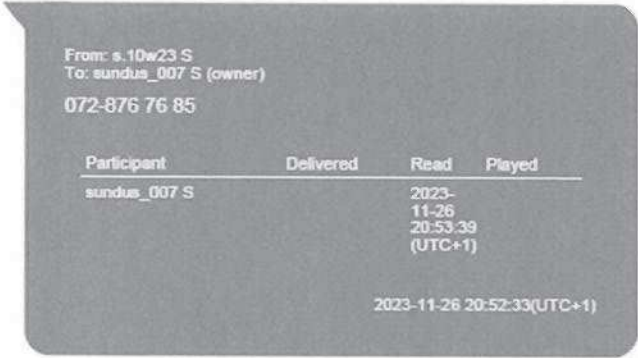 From: s.10w23 S
To: sundus_007 S (owner)
072-876 76 85
Participant Delivered Read Played
sundus_007 S 2023-
11-26
20:53:39
(UTC+1)
2023-11-26 20:52:33(UTC+1)